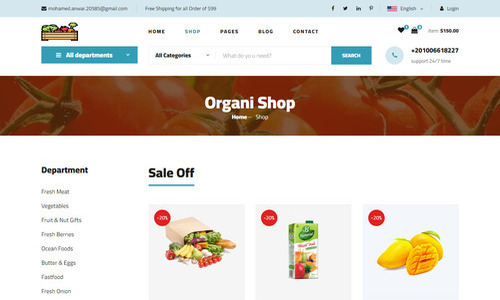 mohamed.anwar.20585@gmail.com
Free Shipping for all Order of $99
English
Login
HOME
SHOP
PAGES
BLOG
CONTACT
item: $150.00
All departments
All Categories
What do yo u need?
SEARCH
+201006618227
support 24/7 time
Organi Shop
Home
Shop
Department
Fresh Meat
Vegetables
Fruit & Nut Gifts
Fresh Berries
Ocean Foods
Butter & Eggs
Fastfood
Fresh Onion
Sale Off
-20%
-20%
-20%